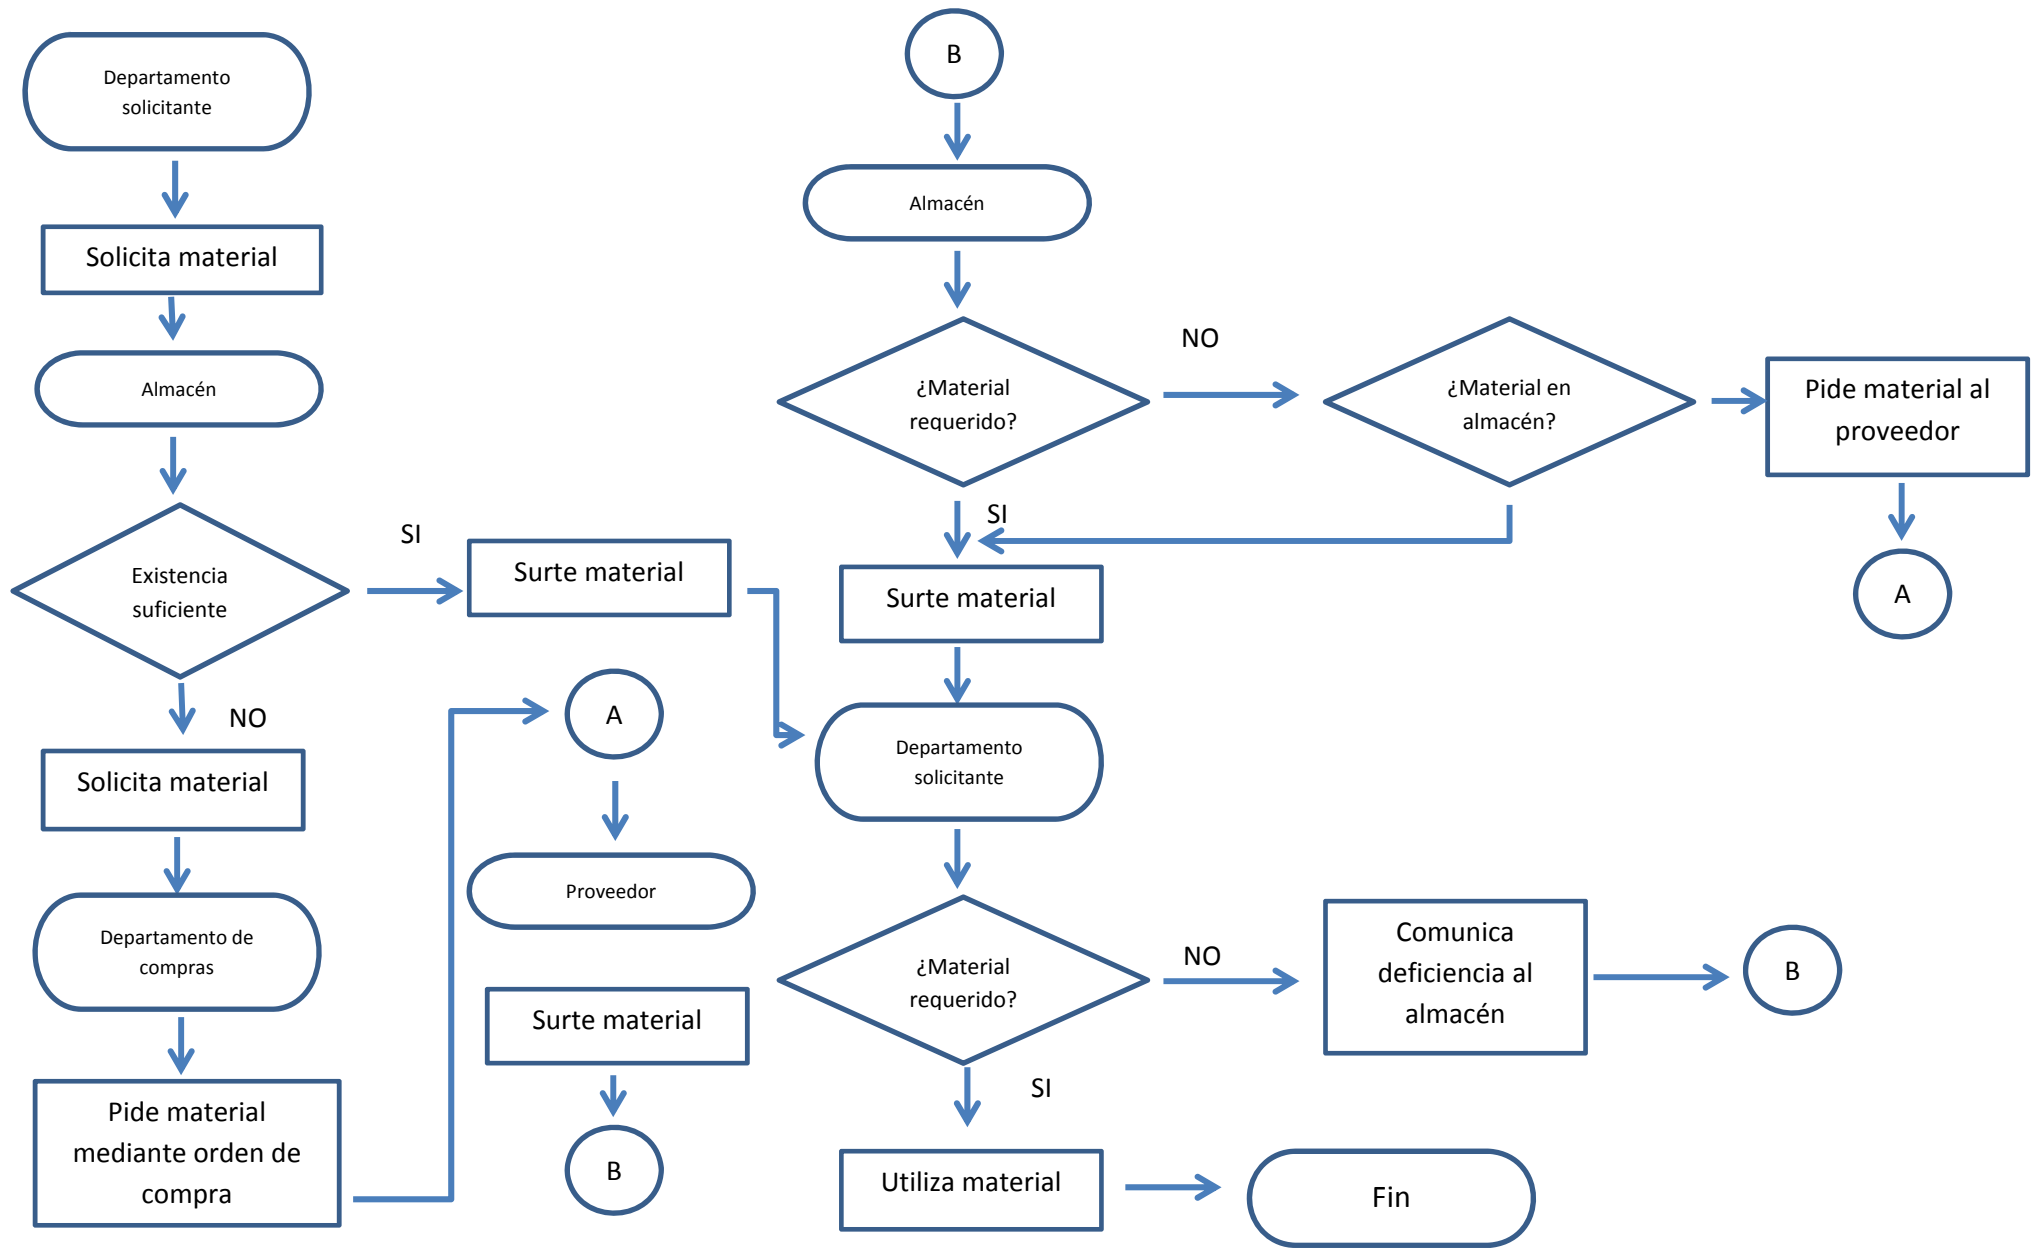 Departamento
solicitante
Solicita material
Almacén
Existencia
suficiente
SI
NO
Surte material
Solicita material
Departamento de
compras
Pide material
mediante orden de
compra
A
Proveedor
Surte material
B
B
Almacén
¿Material
requerido?
NO
SI
¿Material en
almacén?
Pide material al
proveedor
A
Surte material
Departamento
solicitante
¿Material
requerido?
NO
Comunica
deficiencia al
almacén
B
SI
Utiliza material
Fin